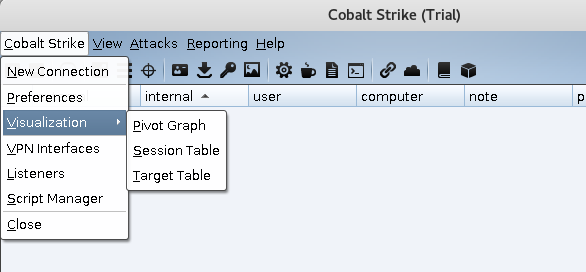 Cobalt Strike (Trial)
Cobalt Strike View Attacks Reporting Help
New Connection
Preferences
Visualization
VPN Interfaces
Listeners
Script Manager
Close
Pivot Graph
Session Table
Target Table
internal user computer note p